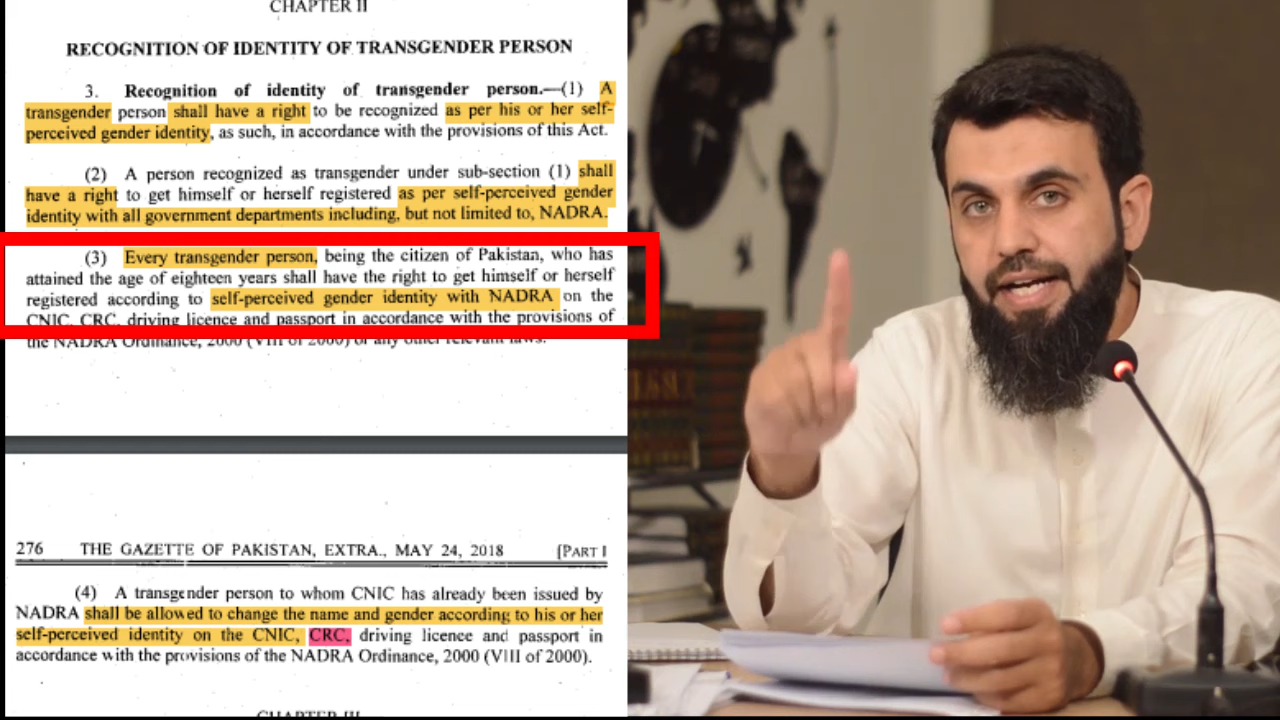 CHAPTER II
RECOGNITION OF IDENTITY OF TRANSGENDER PERSON
3. Recognition of identity of transgender person.—(1) A
transgender person shall have a right to be recognized as per his or her self-
perceived gender identity, as such, in accordance with the provisions of this Act.
(2) A person recognized as transgender under sub-section (1) shall
have a right to get himself or herself registered as per self-perceived gender
identity with all government departments including, but not limited to, NADRA.
(3) Every transgender person, being the citizen of Pakistan, who has
attained the age of eighteen years shall have the right to get himself or herself
registered according to self-perceived gender identity with NADRA on the
CNIC, CRC, driving licence and passport in accordance with the provisions of
the NADRA Ordinance, 2000 (VIII of 2000) or any other relevant laws.
276 THE GAZETTE OF PAKISTAN, EXTRA., MAY 24, 2018 [PART I
(4) A transgender person to whom CNIC has already been issued by
NADRA shall be allowed to change the name and gender according to his or her
self-perceived identity on the CNIC, CRC, driving licence and passport in
accordance with the provisions of the NADRA Ordinance, 2000 (VIII of 2000).
CHAPTER III